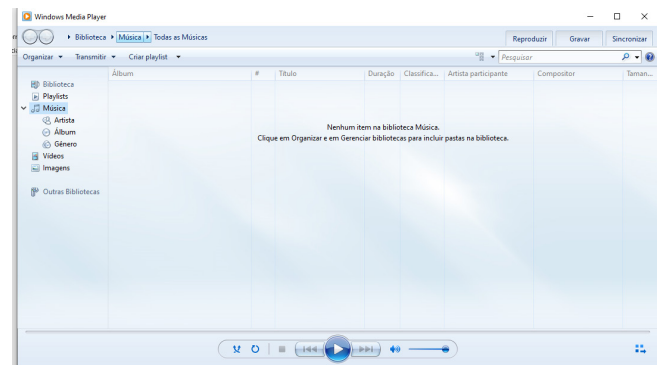 Windows Media Player
Biblioteca Música Todas as Músicas
Reproduzir Gravar Sincronizar
Organizar Transmitir Criar playlist
Pesquisar
Álbum # Título Duração Classifica... Artista participante Compositor Taman...
Biblioteca
Playlists
Música
Artista
Álbum
Gênero
Vídeos
Imagens
Outras Bibliotecas
Nenhum item na biblioteca Música.
Clique em Organizar e em Gerenciar bibliotecas para incluir pastas na biblioteca.